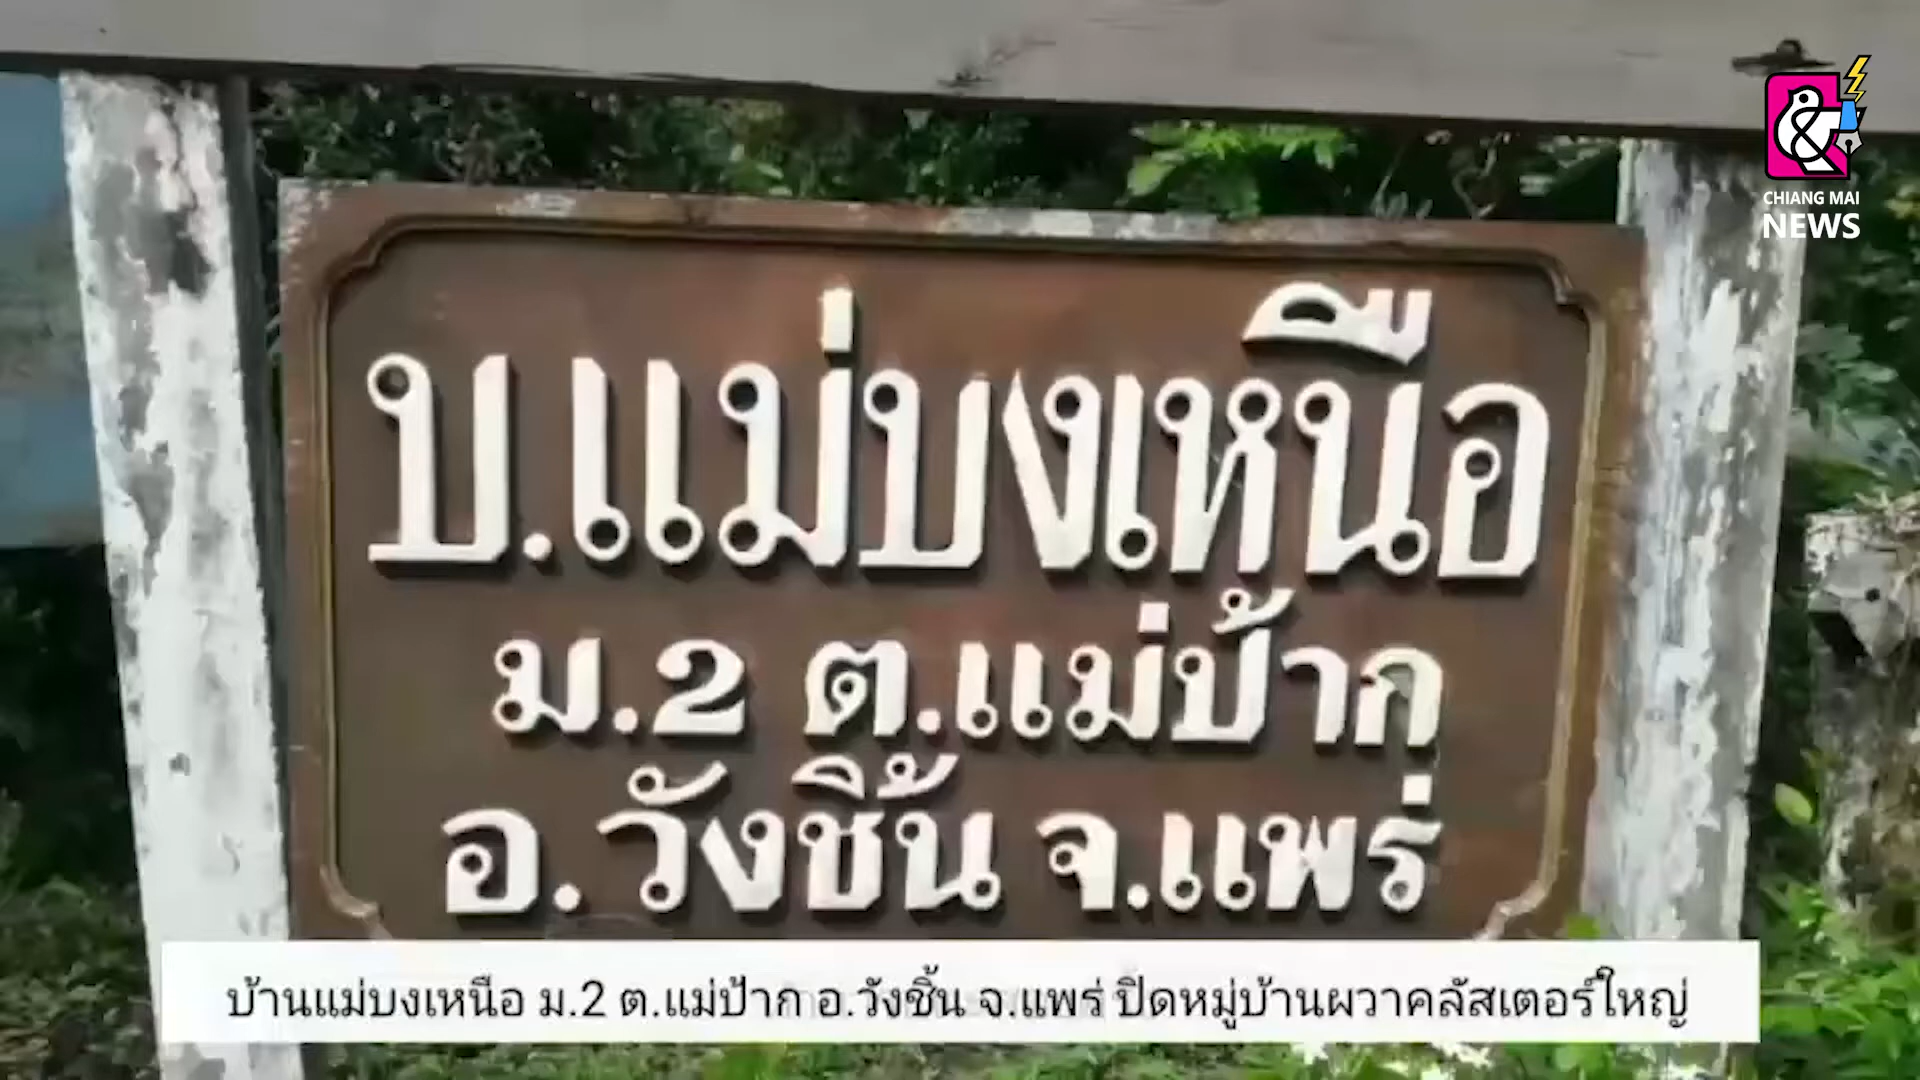 CHIANG MAI
NEWS
บ.แม่บงเหนือ
ม.2 ต.แม่ป้าก
อ.วังชิ้น จ.แพร่
บ้านแม่บงเหนือ ม.2 ต.แม่ป้าก อ.วังชิ้น จ.แพร่ ปิดหมู่บ้านผวาคลัสเตอร์ใหญ่